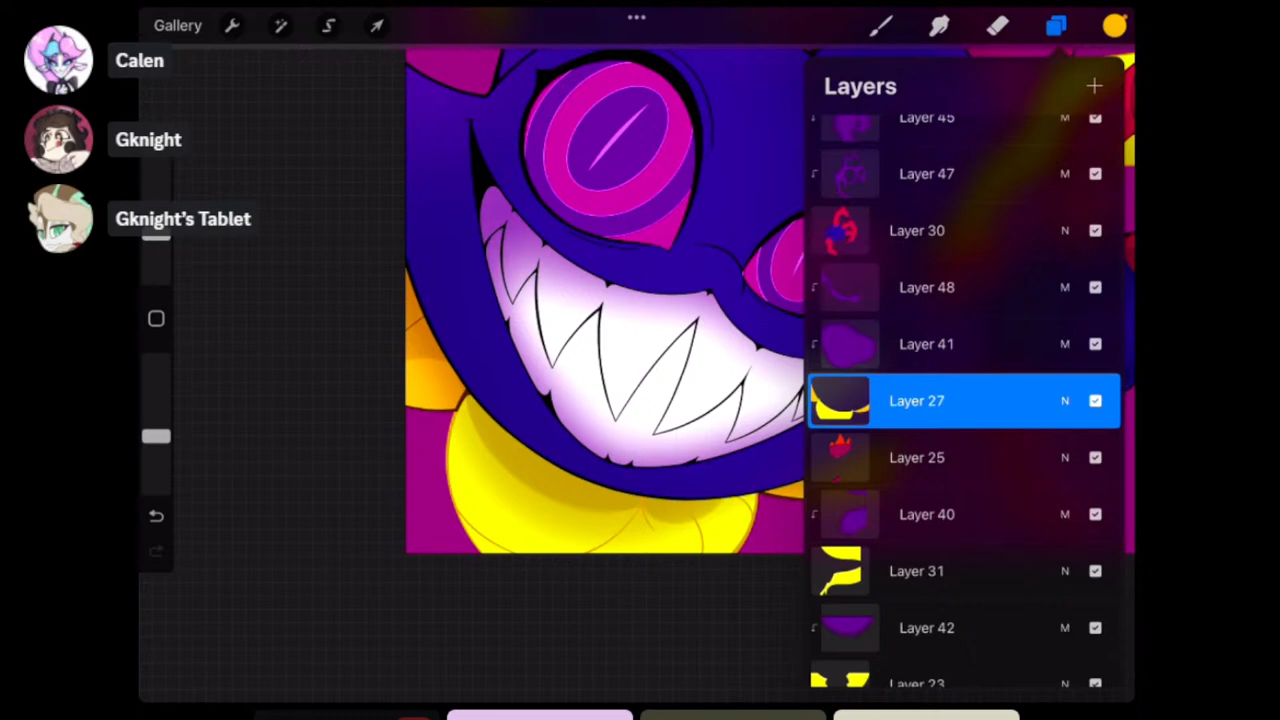 Gallery
Calen
Gknight
Gknight's Tablet
Layers
Layer 45 M
Layer 47 M
Layer 30 N
Layer 48 M
Layer 41 M
Layer 27 N
Layer 25 N
Layer 40 M
Layer 31 N
Layer 42 M
Layer 23 N